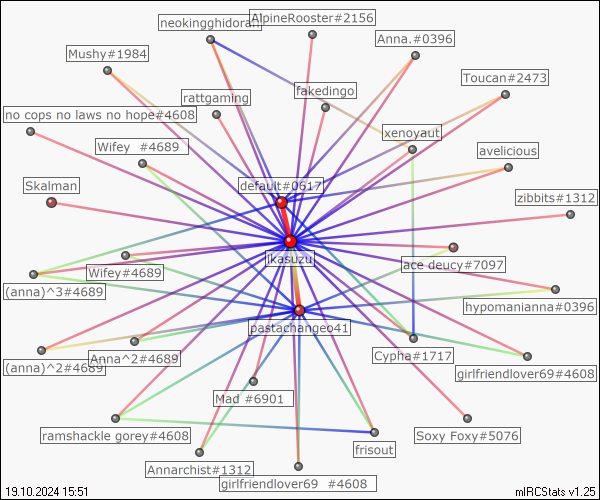 neokingghidorah
AlpineRooster#2156
Anna.#0396
Mushy#1984
Toucan#2473
fakedingo
rattgaming
no cops no laws no hope#4608
xenoyaut
Wifey #4689
avelicious
Skalman
default#0617
zibbits#1312
jkasuzuj
ace deucy#7097
Wifey#4689
(anna)^3#4689
hypomanianna#0396
pastachangeo41
Cypha#1717
Anna^2#4689
(anna)^2#4689
girlfriendlover69#4608
Mad #6901
ramshackle gorey#4608
Soxy Foxy#5076
frisout
Annarchist#1312
girlfriendlover69 #4608
19.10.2024 15:51
mIRCStats v1.25